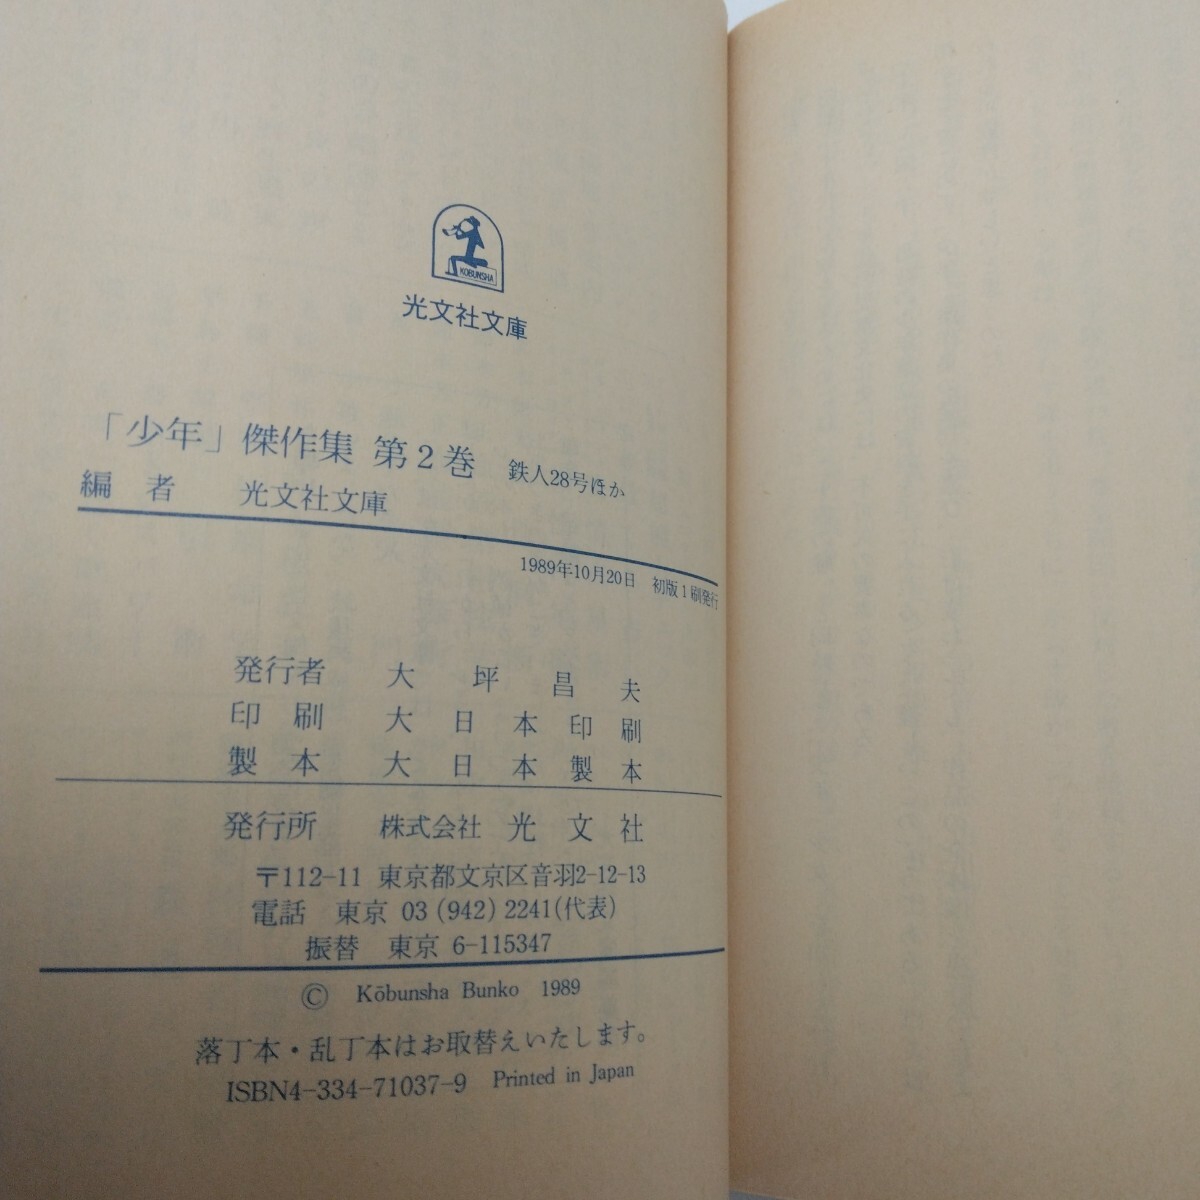 KOBUNSHA
光文社文庫
「少年」傑作集 第2巻 鉄人28号ほか
編者 光文社文庫
1989年10月20日 初版1刷発行
発行者 大坪昌夫
印刷 大日本印刷
製本 大日本製本
発行所 株式会社 光文社
〒112-11 東京都文京区音羽2-12-13
電話 東京 03(942)2241(代表)
振替 東京 6-115347
© Kōbunsha Bunko 1989
落丁本・乱丁本はお取替えいたします。
ISBN4-334-71037-9 Printed in Japan